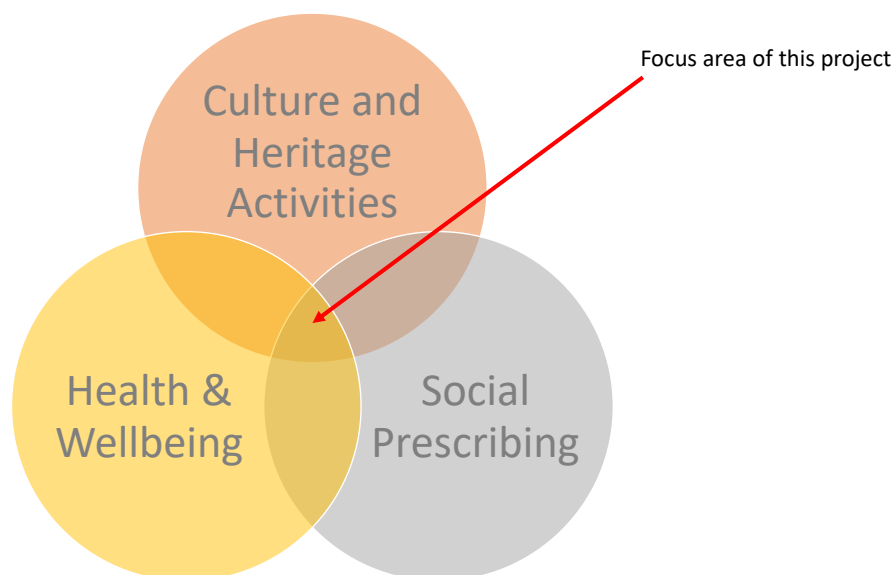 Focus area of this project
Culture and
Heritage
Activities
Health &
Wellbeing
Social
Prescribing